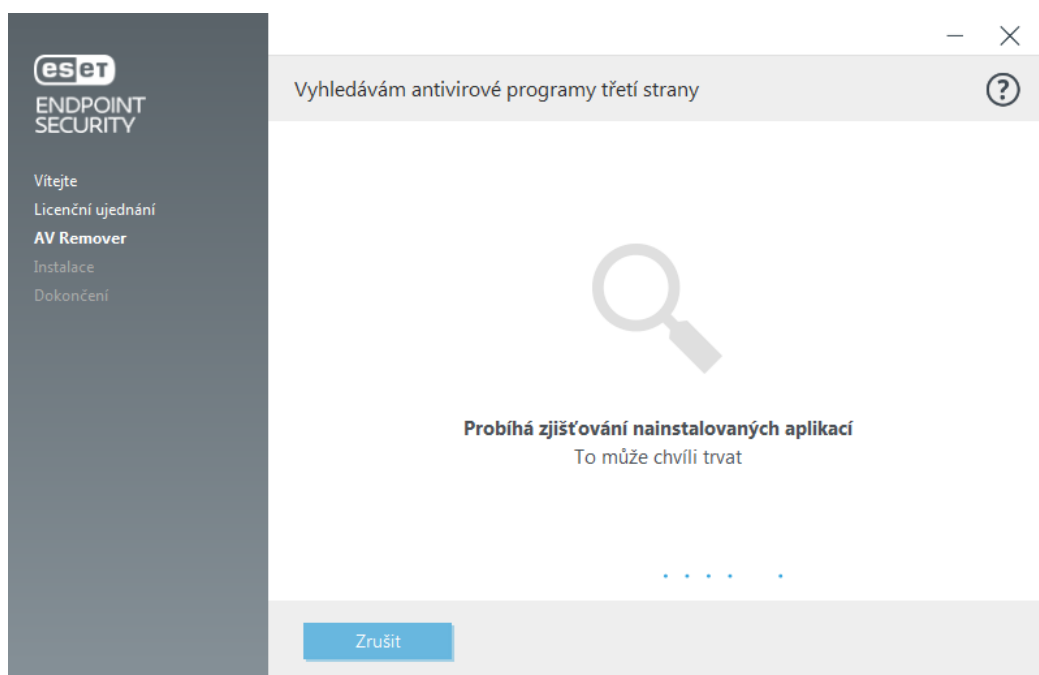 eseT
ENDPOINT
SECURITY
Vítejte
Licenční ujednání
AV Remover
Instalace
Dokončení
Vyhledávám antivirové programy třetí strany
?
Probíhá zjišťování nainstalovaných aplikací
To může chvíli trvat
Zrušit